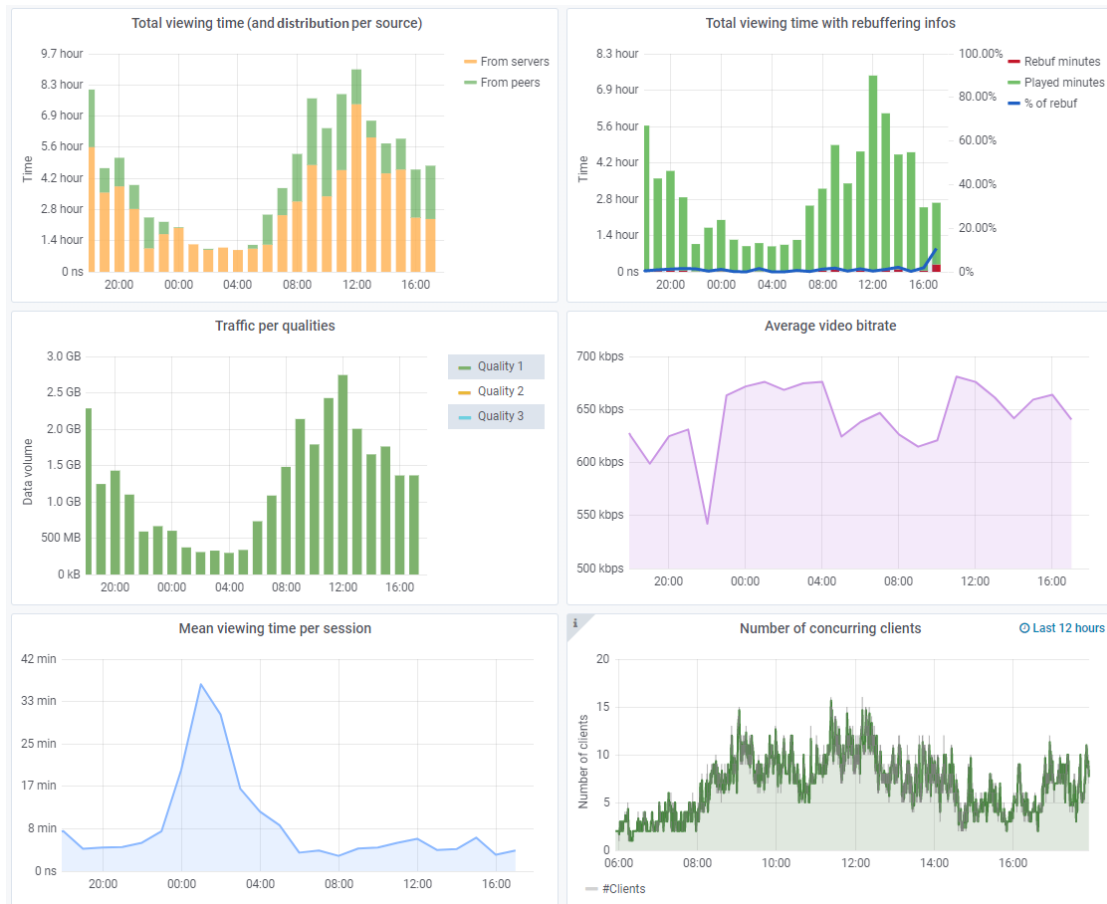 Total viewing time (and distribution per source)
9.7 hour
8.3 hour
6.9 hour
5.6 hour
4.2 hour
2.8 hour
1.4 hour
0 ns
Time
20:00 00:00 04:00 08:00 12:00 16:00
From servers
From peers
Total viewing time with rebuffering infos
8.3 hour
6.9 hour
5.6 hour
4.2 hour
2.8 hour
1.4 hour
0 ns
Time
100.00%
80.00%
60.00%
40.00%
20.00%
0%
20:00 00:00 04:00 08:00 12:00 16:00
Rebuf minutes
Played minutes
% of rebuf
Traffic per qualities
3.0 GB
2.5 GB
2.0 GB
1.5 GB
1.0 GB
500 MB
0 kB
Data volume
20:00 00:00 04:00 08:00 12:00 16:00
Quality 1
Quality 2
Quality 3
Average video bitrate
700 kbps
650 kbps
600 kbps
550 kbps
500 kbps
20:00 00:00 04:00 08:00 12:00 16:00
Mean viewing time per session
42 min
33 min
25 min
17 min
8 min
0 ns
20:00 00:00 04:00 08:00 12:00 16:00
i
Number of concurring clients
Last 12 hours
20
15
10
5
0
Number of clients
06:00 08:00 10:00 12:00 14:00 16:00
#Clients